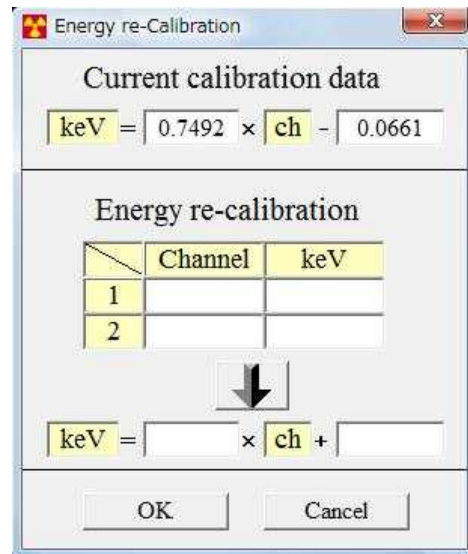 Energy re-Calibration
Current calibration data
keV = 0.7492 × ch - 0.0661
Energy re-calibration
Channel keV
1
2
keV = × ch +
OK Cancel